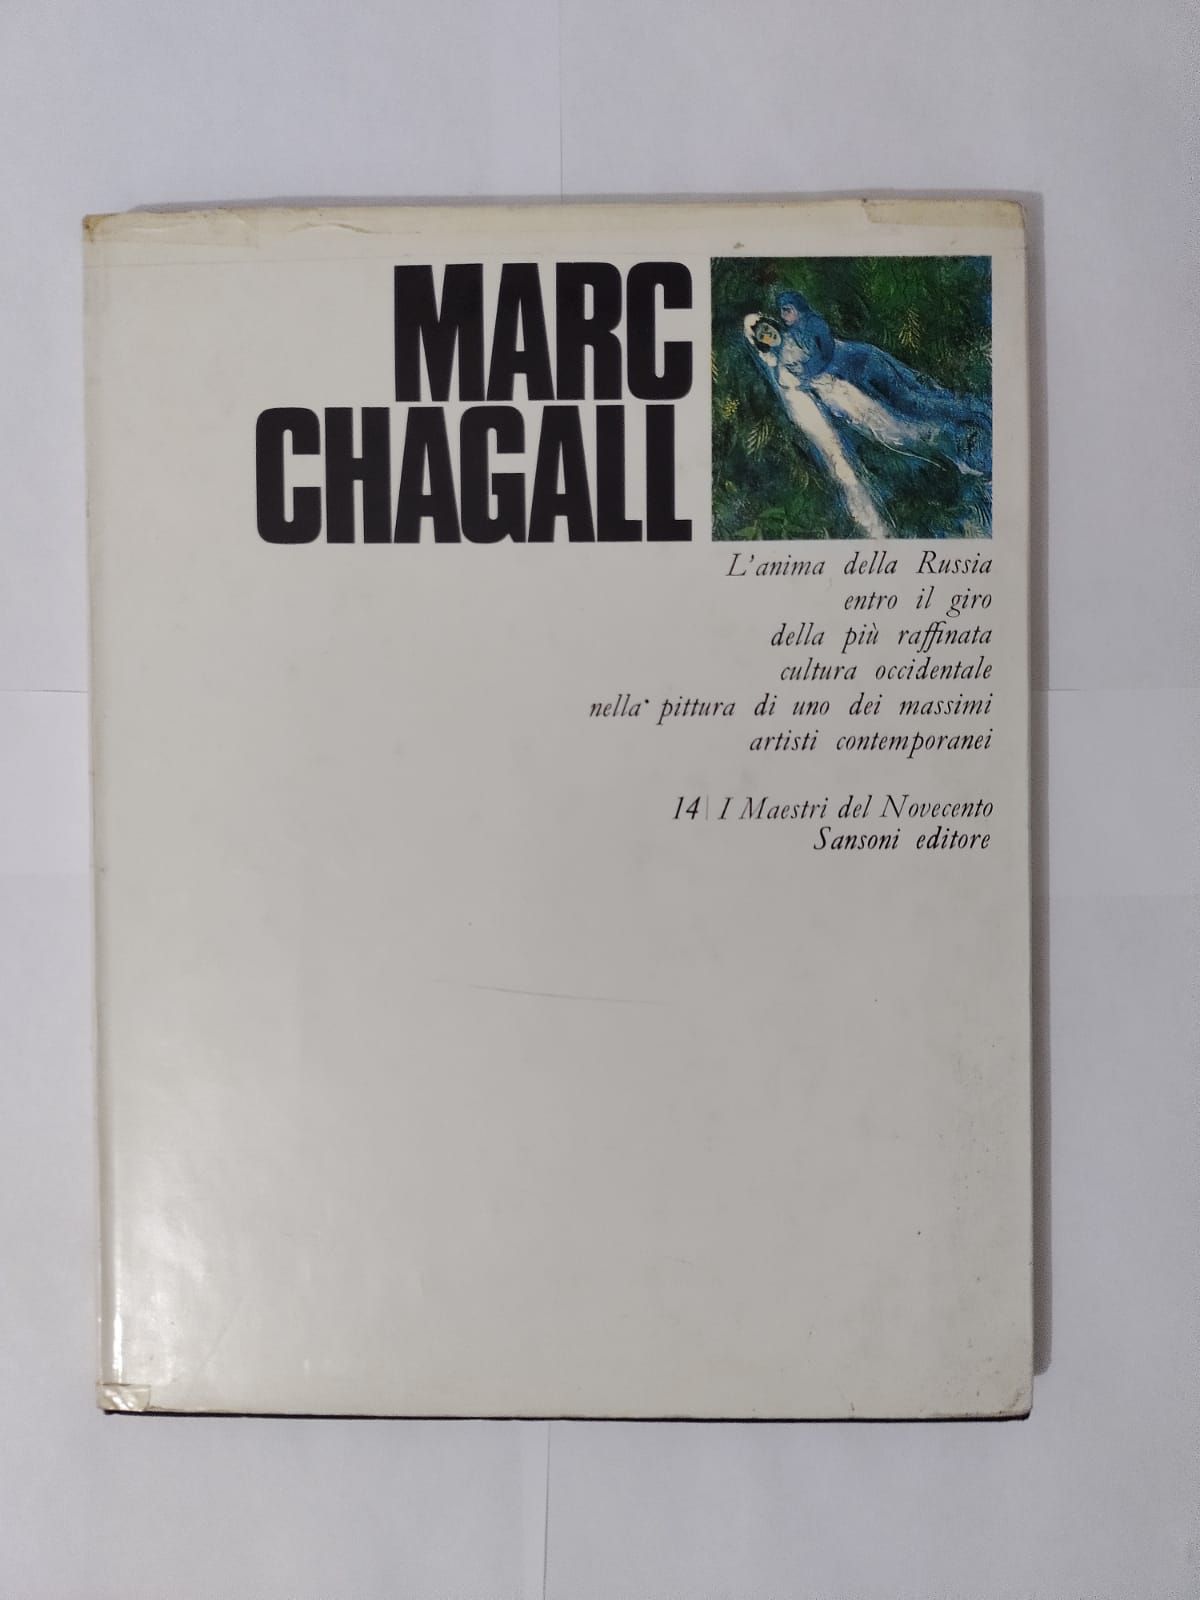 MARC
CHAGALL
L'anima della Russia
entro il giro
della più raffinata
cultura occidentale
nella pittura di uno dei massimi
artisti contemporanei
14 | I Maestri del Novecento
Sansoni editore